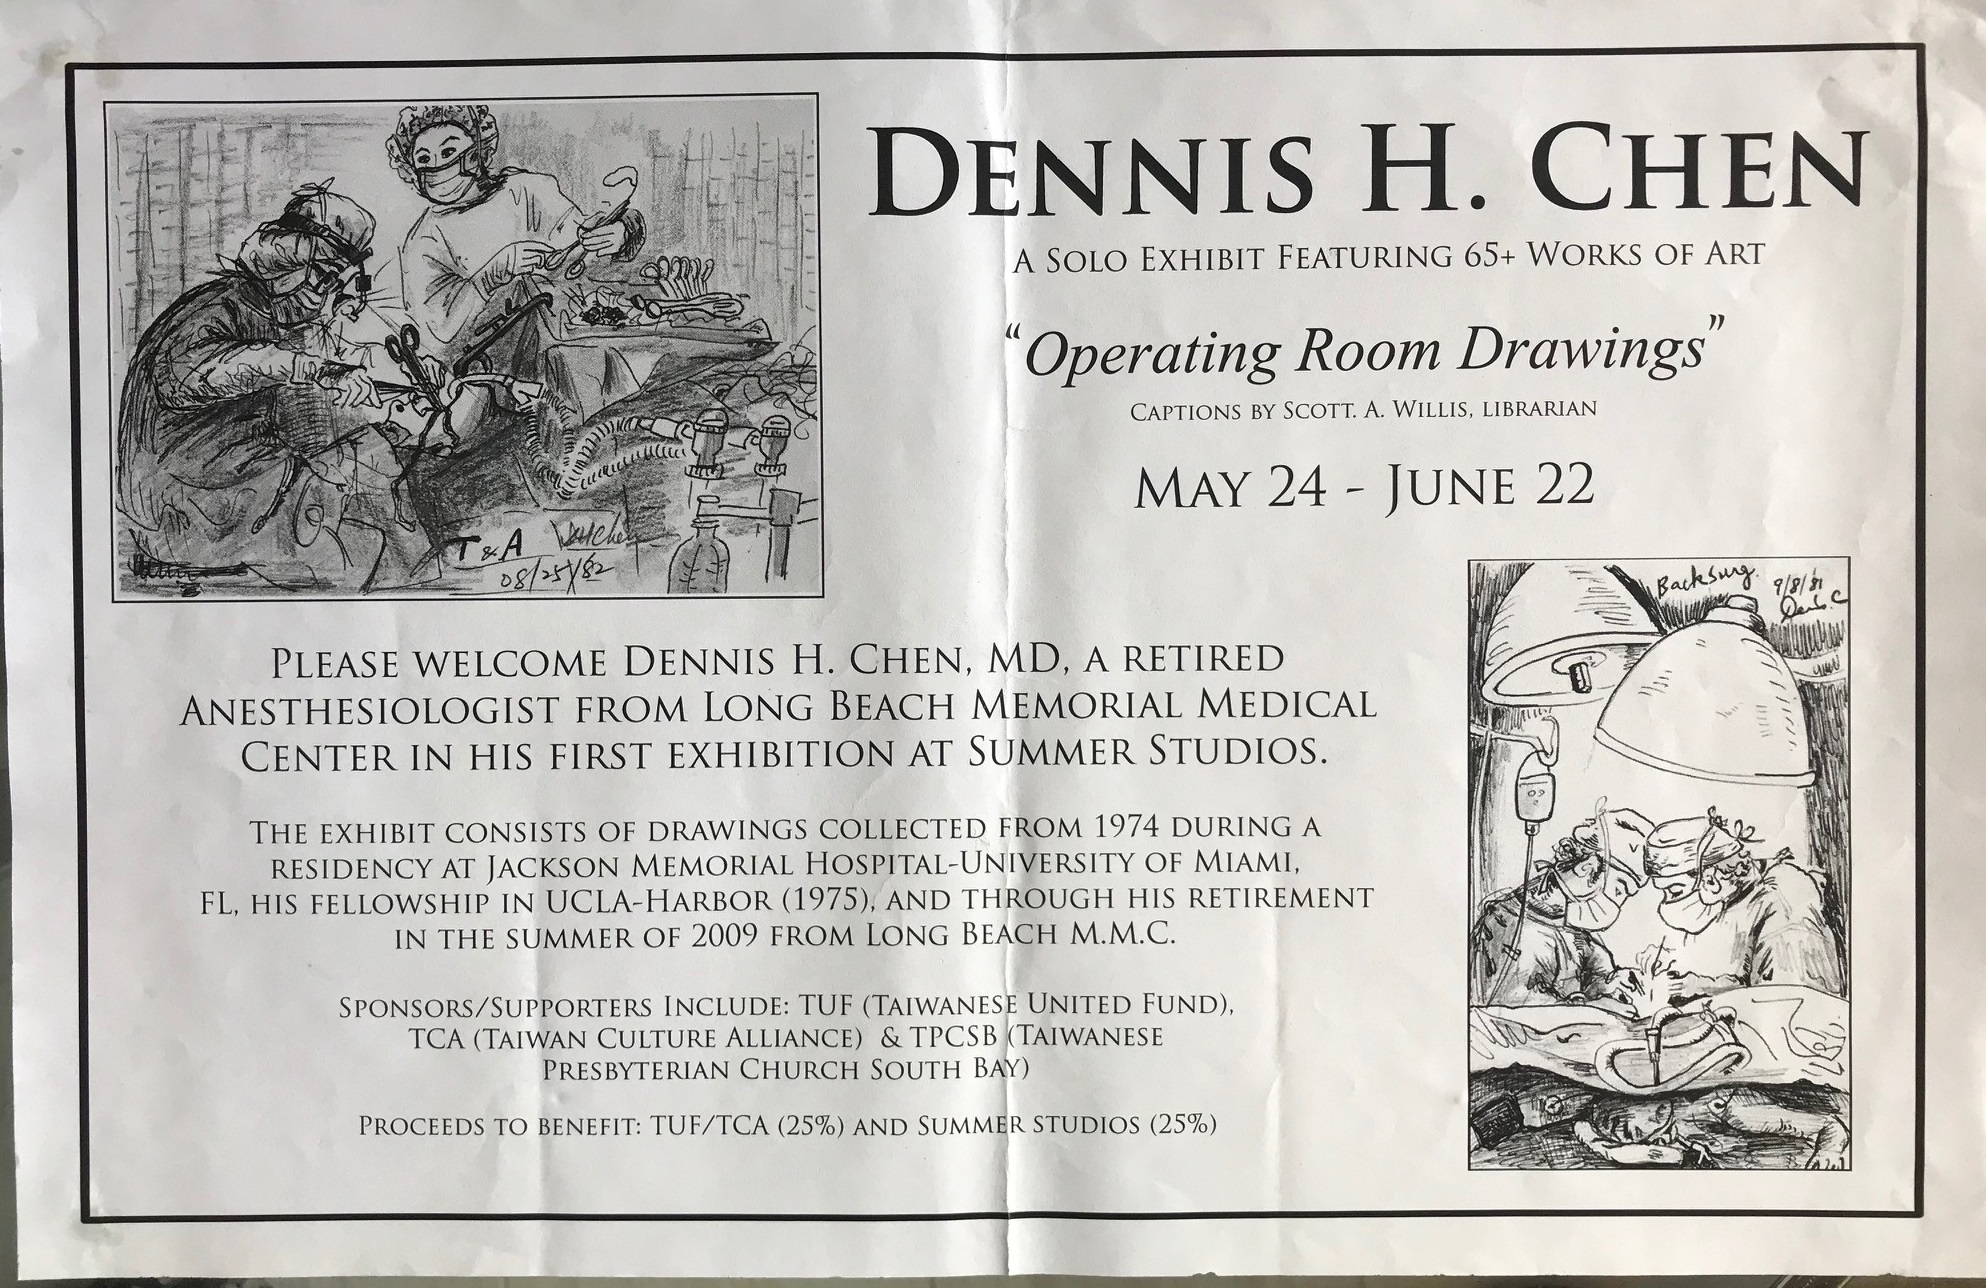 DENNIS H. CHEN
A SOLO EXHIBIT FEATURING 65+ WORKS OF ART
"Operating Room Drawings"
CAPTIONS BY SCOTT. A. WILLIS, LIBRARIAN
MAY 24 - JUNE 22
T & A
08/25/82
Back Surg.
9/8/81
PLEASE WELCOME DENNIS H. CHEN, MD, A RETIRED
ANESTHESIOLOGIST FROM LONG BEACH MEMORIAL MEDICAL
CENTER IN HIS FIRST EXHIBITION AT SUMMER STUDIOS.
THE EXHIBIT CONSISTS OF DRAWINGS COLLECTED FROM 1974 DURING A
RESIDENCY AT JACKSON MEMORIAL HOSPITAL-UNIVERSITY OF MIAMI,
FL, HIS FELLOWSHIP IN UCLA-HARBOR (1975), AND THROUGH HIS RETIREMENT
IN THE SUMMER OF 2009 FROM LONG BEACH M.M.C.
SPONSORS/SUPPORTERS INCLUDE: TUF (TAIWANESE UNITED FUND),
TCA (TAIWAN CULTURE ALLIANCE) & TPCSB (TAIWANESE
PRESBYTERIAN CHURCH SOUTH BAY)
PROCEEDS TO BENEFIT: TUF/TCA (25%) AND SUMMER STUDIOS (25%)